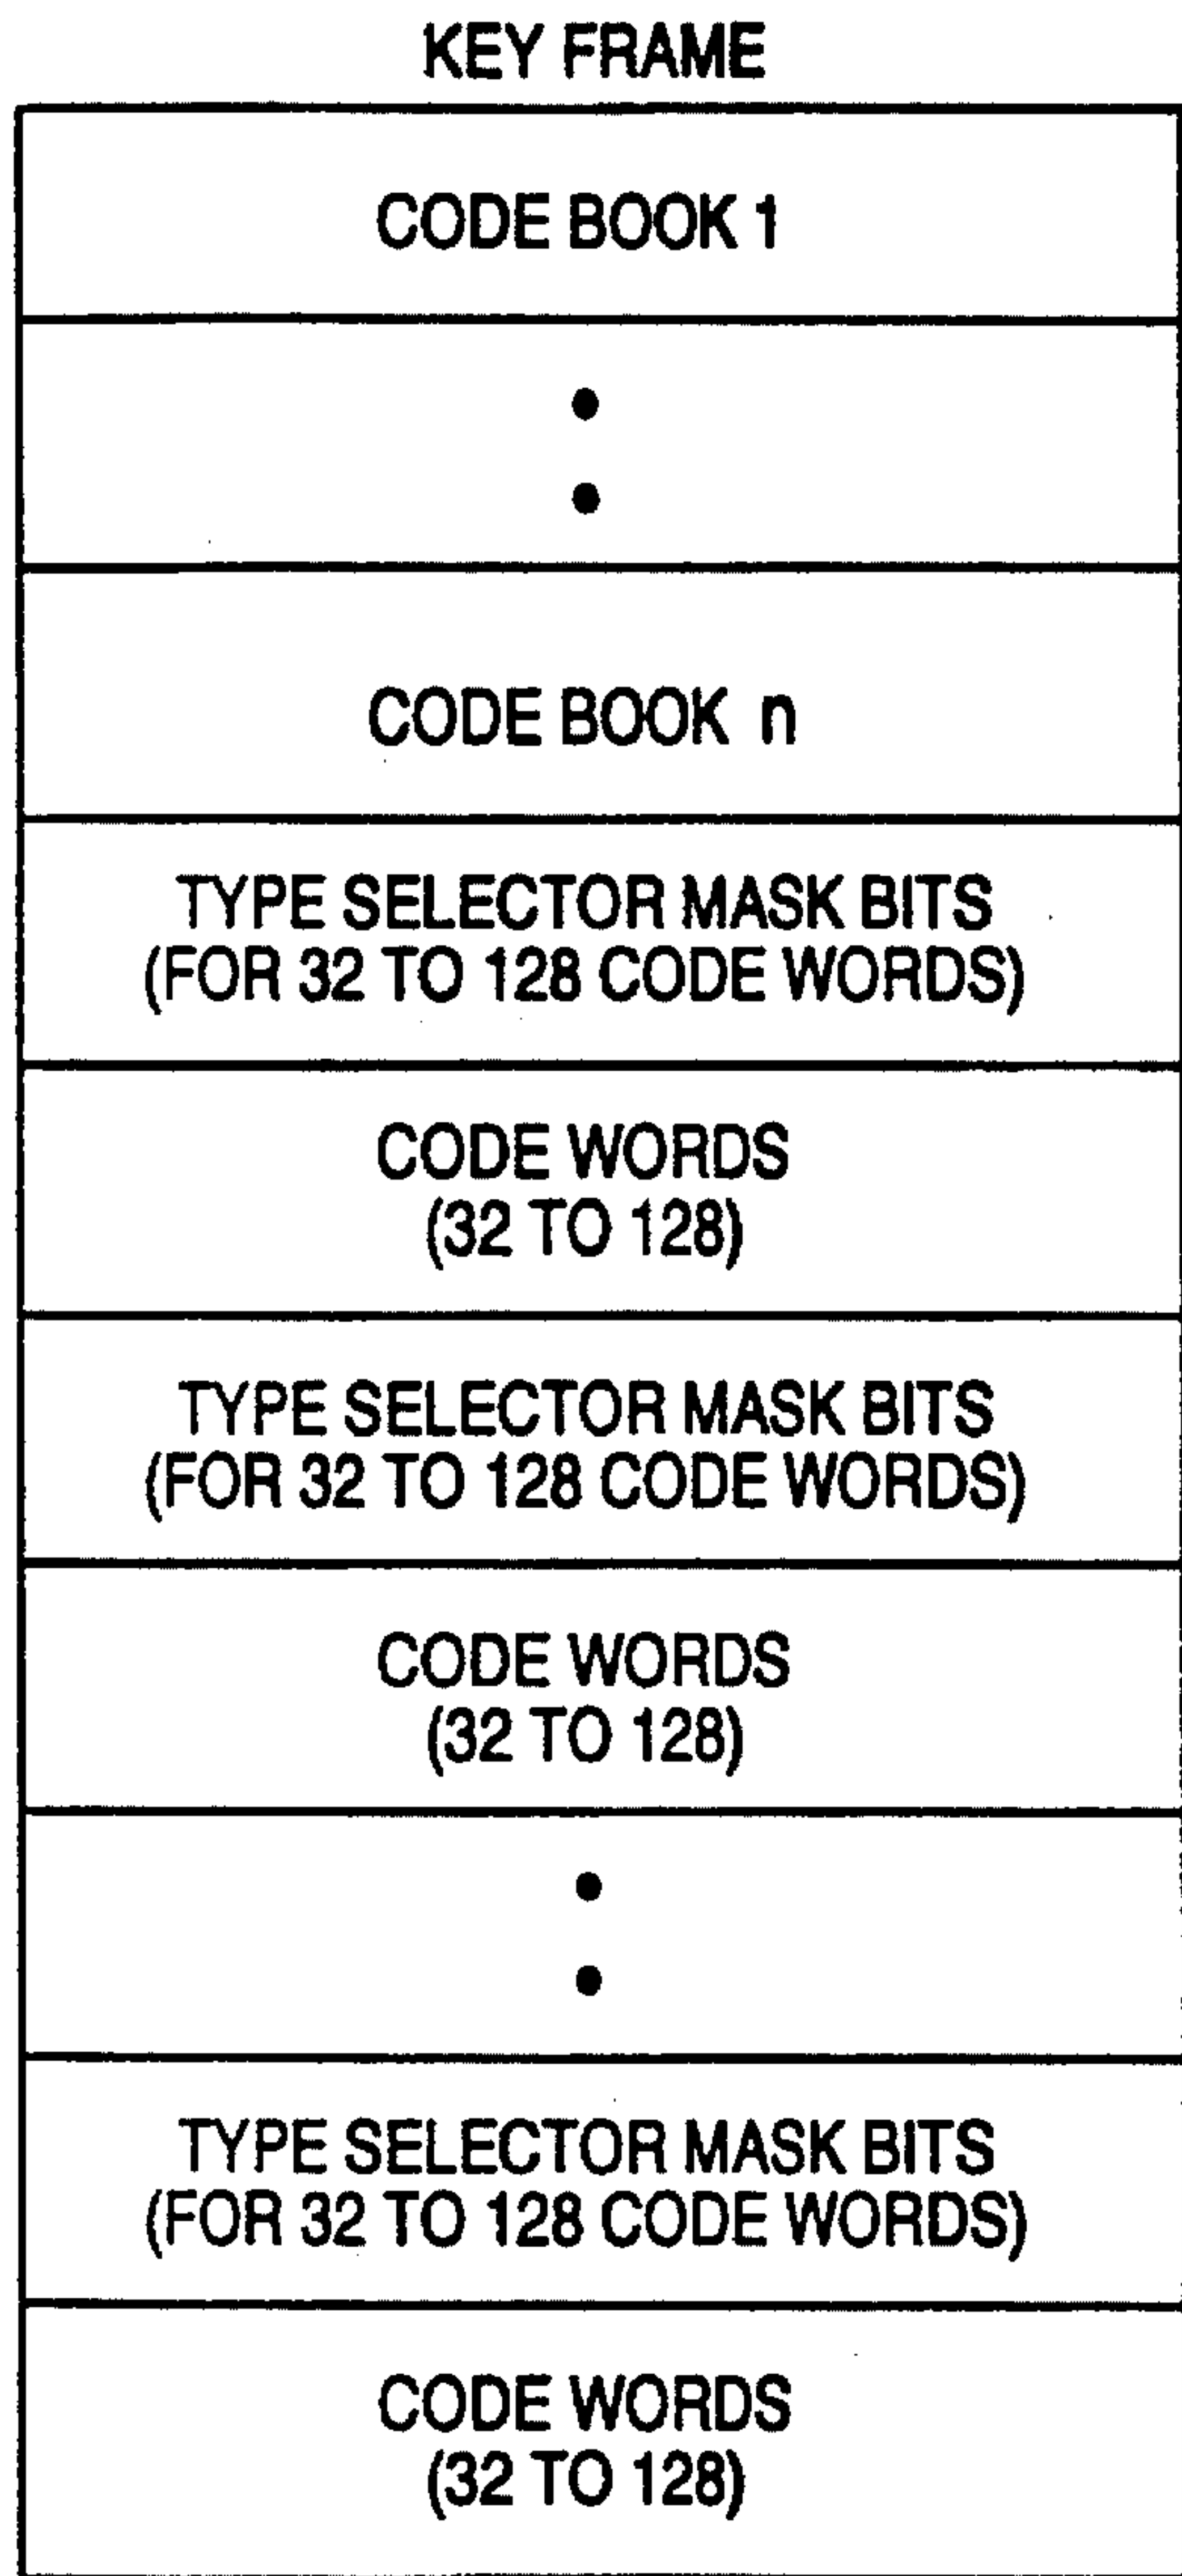 KEY FRAME
CODE BOOK 1
CODE BOOK n
TYPE SELECTOR MASK BITS
(FOR 32 TO 128 CODE WORDS)
CODE WORDS
(32 TO 128)
TYPE SELECTOR MASK BITS
(FOR 32 TO 128 CODE WORDS)
CODE WORDS
(32 TO 128)
TYPE SELECTOR MASK BITS
(FOR 32 TO 128 CODE WORDS)
CODE WORDS
(32 TO 128)